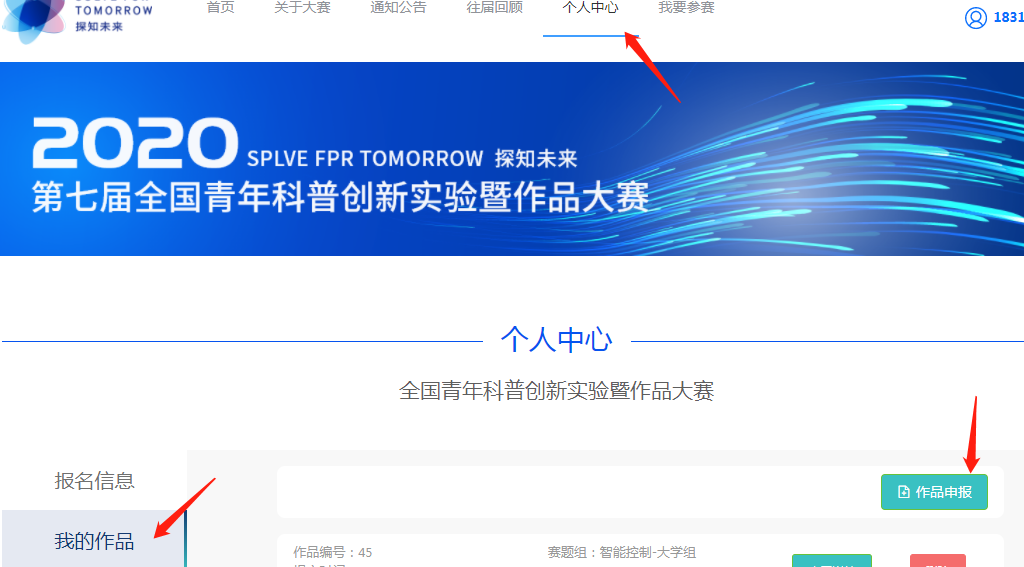 TOMORROW
探知未来
首页 关于大赛 通知公告 往届回顾 个人中心 我要参赛
1831
2020 SPLVE FPR TOMORROW 探知未来
第七届全国青年科普创新实验暨作品大赛
个人中心
全国青年科普创新实验暨作品大赛
报名信息
作品申报
我的作品
作品编号：45 赛题组：智能控制-大学组